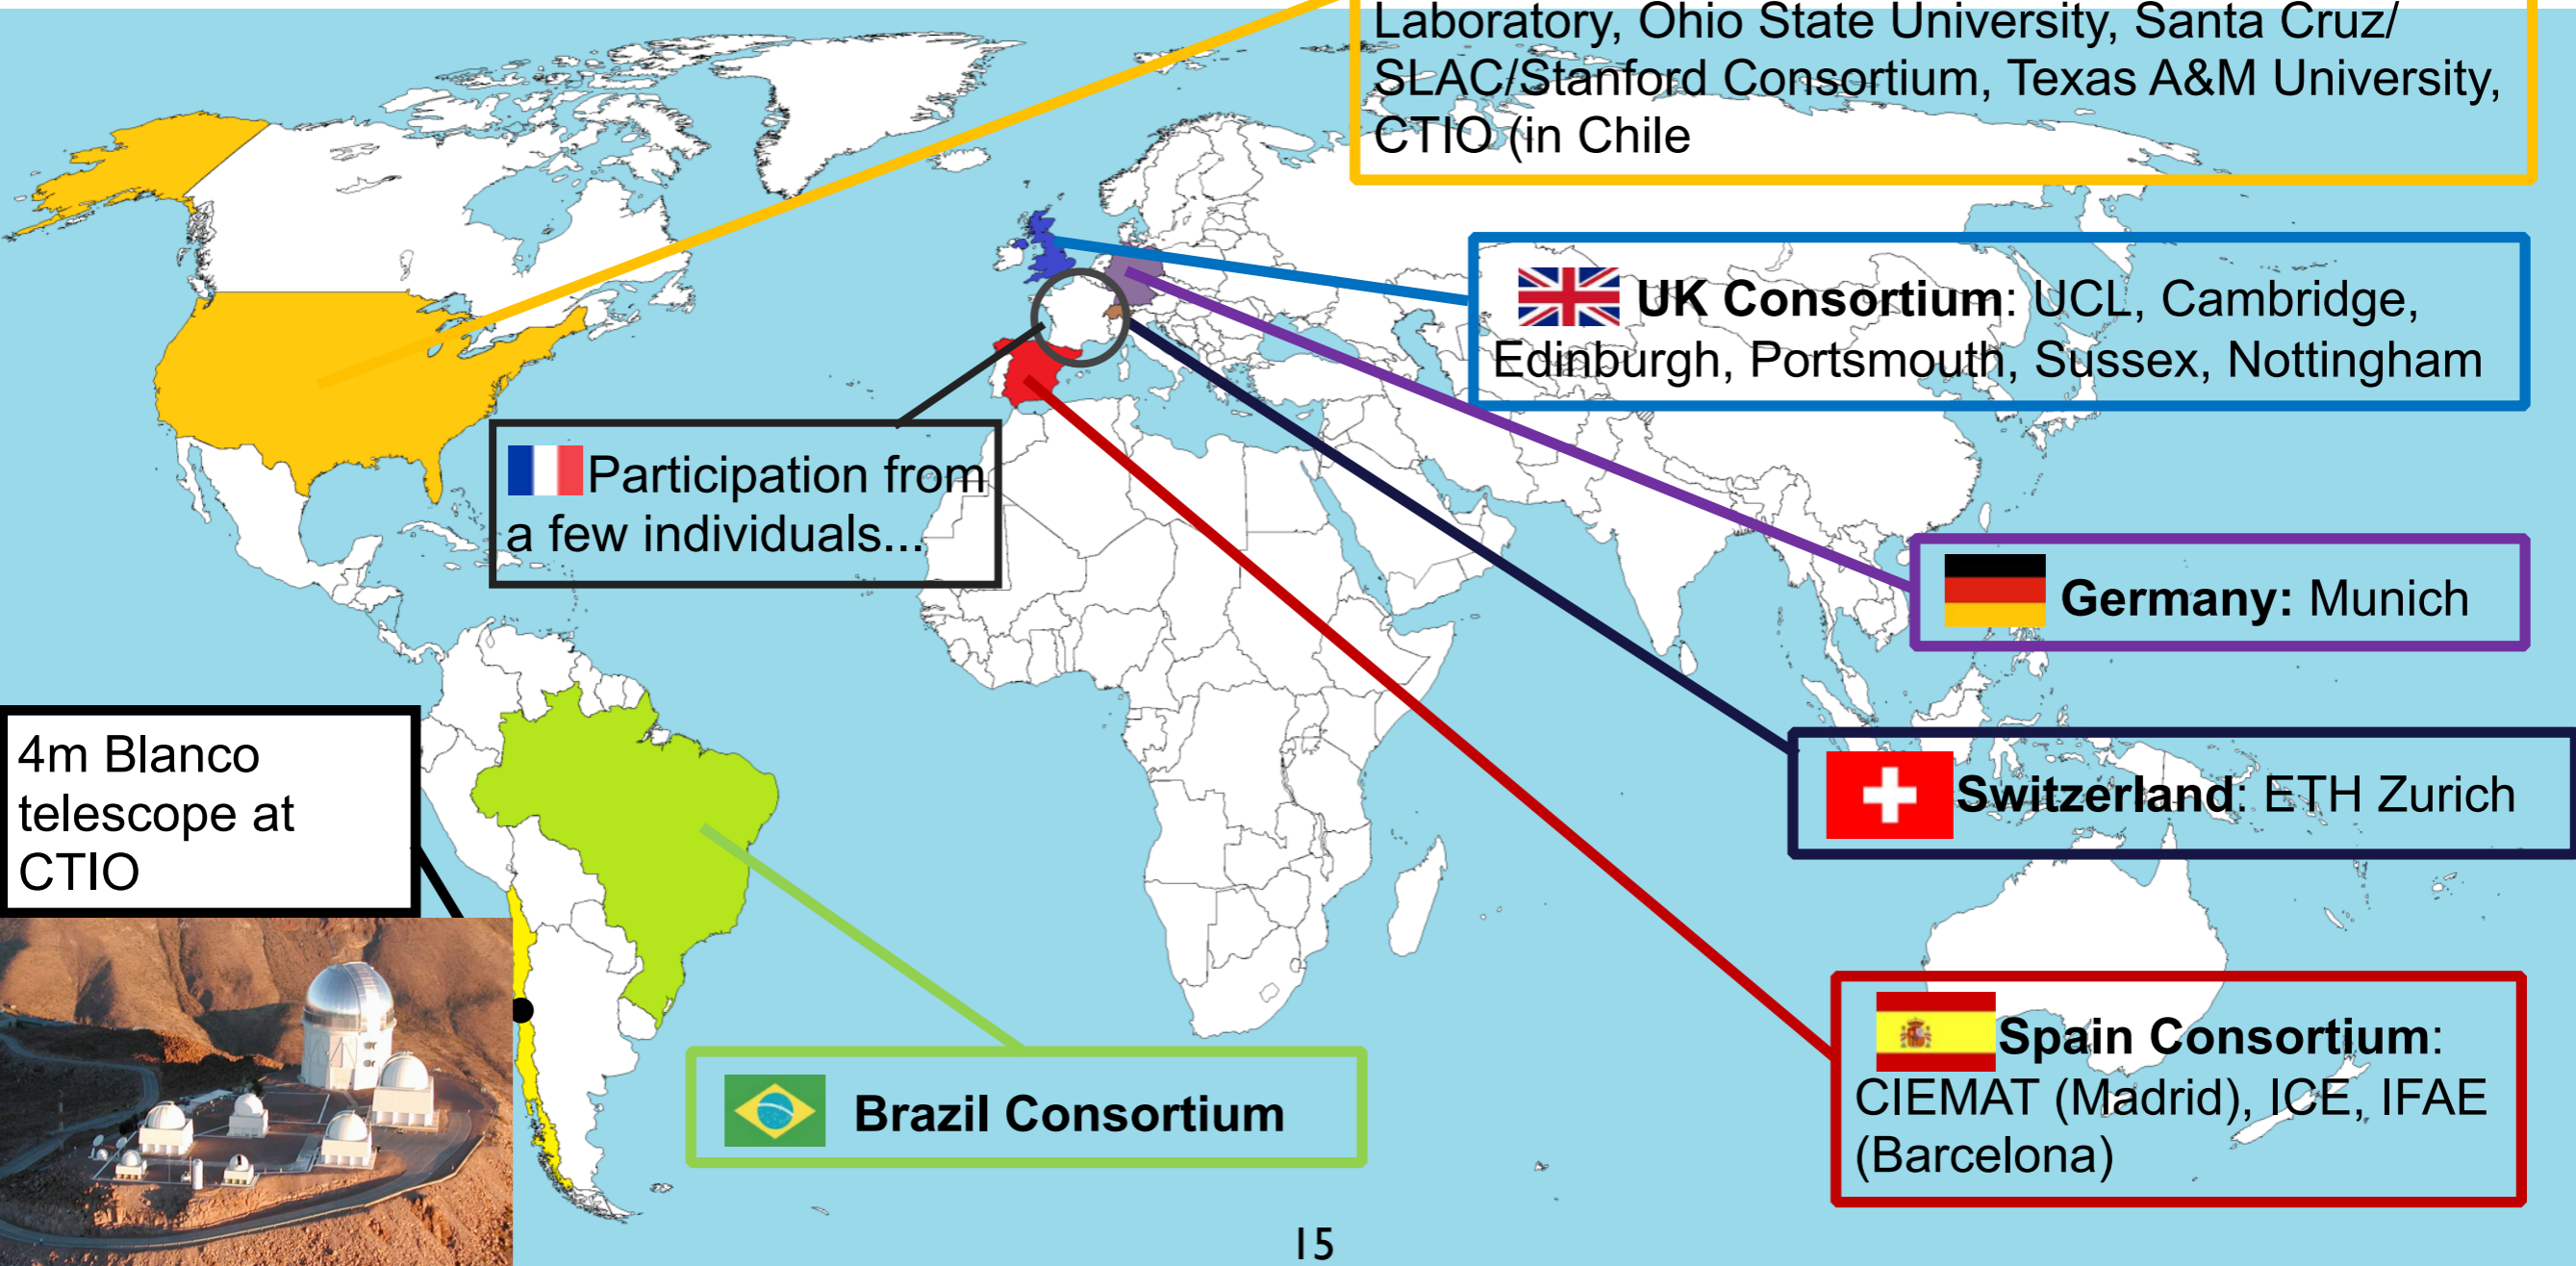 Laboratory, Ohio State University, Santa Cruz/
SLAC/Stanford Consortium, Texas A&M University,
CTIO (in Chile
UK Consortium: UCL, Cambridge,
Edinburgh, Portsmouth, Sussex, Nottingham
Participation from
a few individuals...
Germany: Munich
4m Blanco
telescope at
CTIO
Switzerland: ETH Zurich
Brazil Consortium
Spain Consortium:
CIEMAT (Madrid), ICE, IFAE
(Barcelona)
15